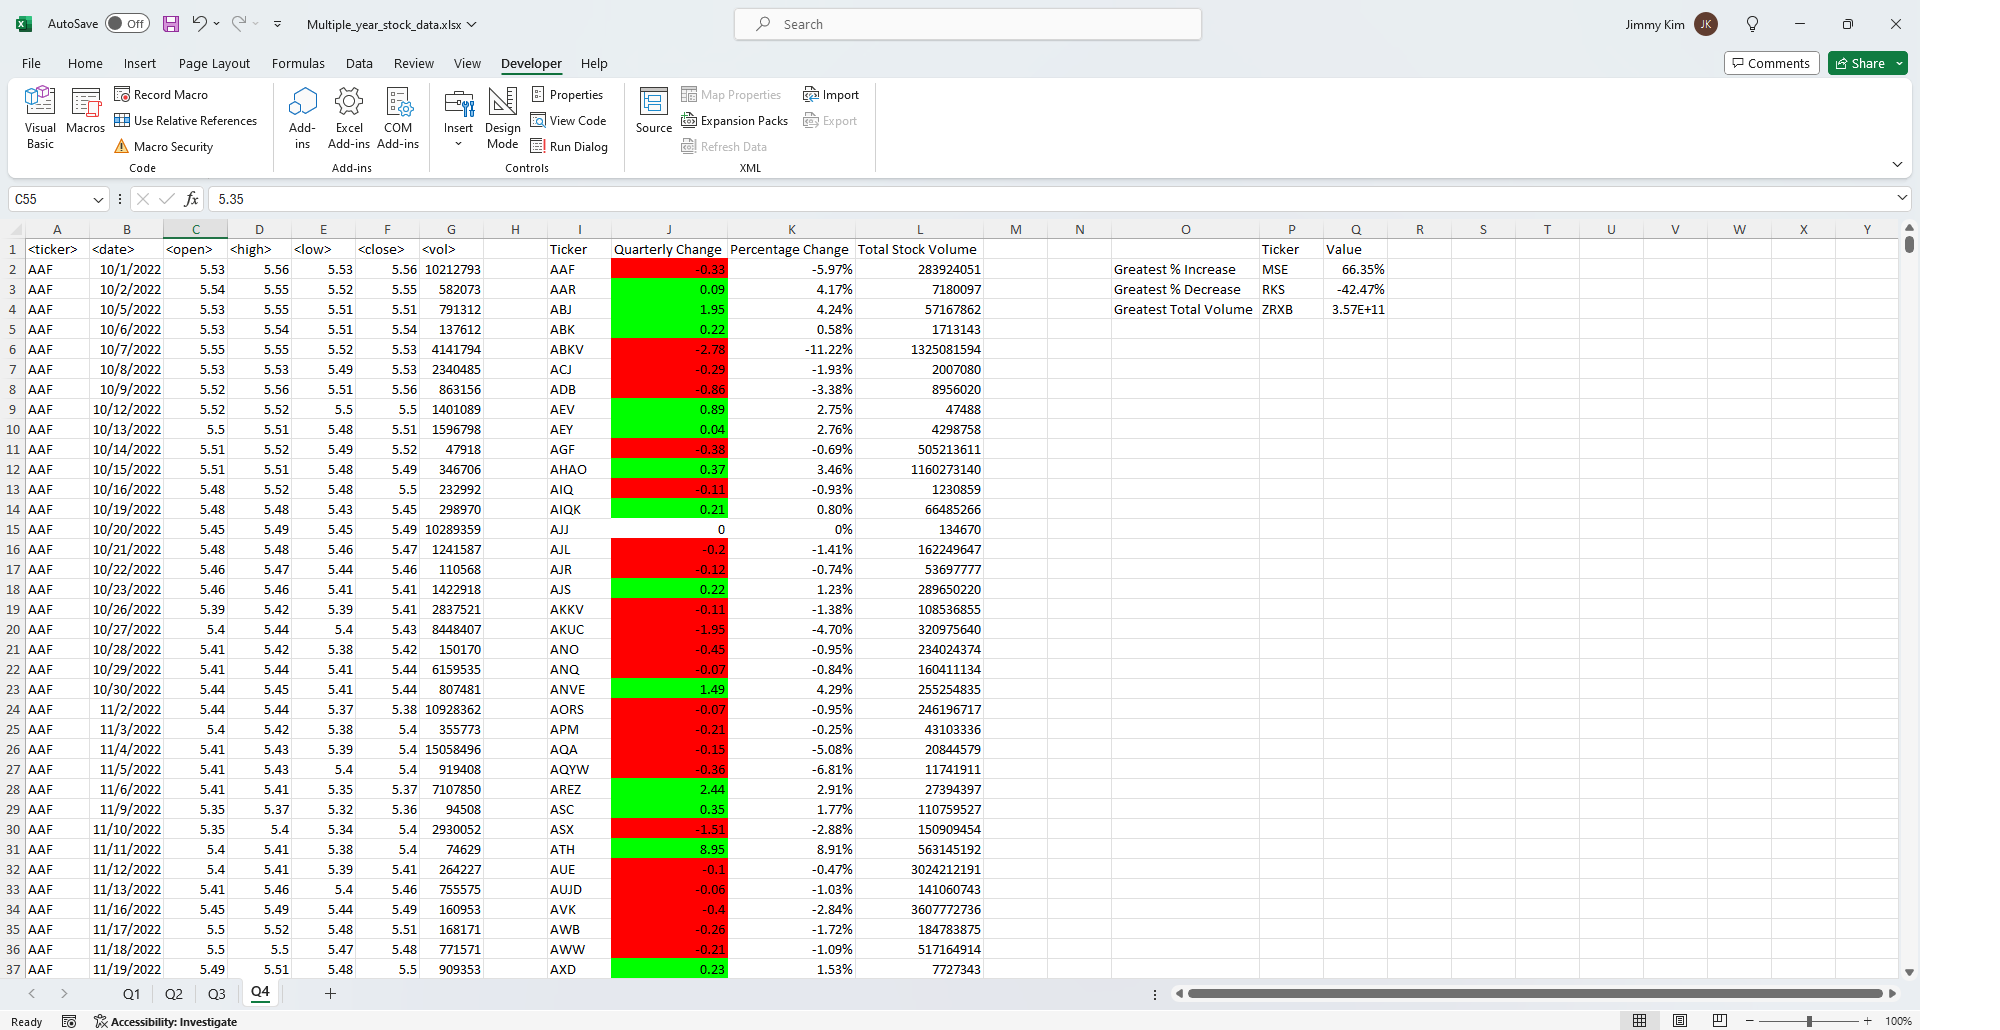 AutoSave Off Multiple_year_stock_data.xlsx Search Jimmy Kim JK
File Home Insert Page Layout Formulas Data Review View Developer Help Comments Share
Visual Basic Macros Record Macro Use Relative References Macro Security Code
Add-ins Excel Add-ins COM Add-ins Add-ins
Insert Design Mode Properties View Code Run Dialog Controls
Source Map Properties Expansion Packs Refresh Data Import Export XML
C55 fx 5.35
A B C D E F G H I J K L M N O P Q R S T U V W X Y
1 <ticker> <date> <open> <high> <low> <close> <vol> Ticker Quarterly Change Percentage Change Total Stock Volume Ticker Value
2 AAF 10/1/2022 5.53 5.56 5.53 5.56 10212793 AAF -0.33 -5.97% 283924051 Greatest % Increase MSE 66.35%
3 AAF 10/2/2022 5.54 5.55 5.52 5.55 582073 AAR 0.09 4.17% 7180097 Greatest % Decrease RKS -42.47%
4 AAF 10/5/2022 5.53 5.55 5.51 5.51 791312 ABJ 1.95 4.24% 57167862 Greatest Total Volume ZRXB 3.57E+11
5 AAF 10/6/2022 5.53 5.54 5.51 5.54 137612 ABK 0.22 0.58% 1713143
6 AAF 10/7/2022 5.55 5.55 5.52 5.53 4141794 ABKV -2.78 -11.22% 1325081594
7 AAF 10/8/2022 5.53 5.53 5.49 5.53 2340485 ACJ -0.29 -1.93% 2007080
8 AAF 10/9/2022 5.52 5.56 5.51 5.56 863156 ADB -0.86 -3.38% 8956020
9 AAF 10/12/2022 5.52 5.52 5.5 5.5 1401089 AEV 0.89 2.75% 47488
10 AAF 10/13/2022 5.5 5.51 5.48 5.51 1596798 AEY 0.04 2.76% 4298758
11 AAF 10/14/2022 5.51 5.52 5.49 5.52 47918 AGF -0.38 -0.69% 505213611
12 AAF 10/15/2022 5.51 5.51 5.48 5.49 346706 AHAO 0.37 3.46% 1160273140
13 AAF 10/16/2022 5.48 5.52 5.48 5.5 232992 AIQ -0.11 -0.93% 1230859
14 AAF 10/19/2022 5.48 5.48 5.43 5.45 298970 AIQK 0.21 0.80% 66485266
15 AAF 10/20/2022 5.45 5.49 5.45 5.49 10289359 AJJ 0 0% 134670
16 AAF 10/21/2022 5.48 5.48 5.46 5.47 1241587 AJL -0.2 -1.41% 162249647
17 AAF 10/22/2022 5.46 5.47 5.44 5.46 110568 AJR -0.12 -0.74% 53697777
18 AAF 10/23/2022 5.46 5.46 5.41 5.41 1422918 AJS 0.22 1.23% 289650220
19 AAF 10/26/2022 5.39 5.42 5.39 5.41 2837521 AKKV -0.11 -1.38% 108536855
20 AAF 10/27/2022 5.4 5.44 5.4 5.43 8448407 AKUC -1.95 -4.70% 320975640
21 AAF 10/28/2022 5.41 5.42 5.38 5.42 150170 ANO -0.45 -0.95% 234024374
22 AAF 10/29/2022 5.41 5.44 5.41 5.44 6159535 ANQ -0.07 -0.84% 160411134
23 AAF 10/30/2022 5.44 5.45 5.41 5.44 807481 ANVE 1.49 4.29% 255254835
24 AAF 11/2/2022 5.44 5.44 5.37 5.38 10928362 AORS -0.07 -0.95% 246196717
25 AAF 11/3/2022 5.4 5.42 5.38 5.4 355773 APM -0.21 -0.25% 43103336
26 AAF 11/4/2022 5.41 5.43 5.39 5.4 15058496 AQA -0.15 -5.08% 20844579
27 AAF 11/5/2022 5.41 5.43 5.4 5.4 919408 AQYW -0.36 -6.81% 11741911
28 AAF 11/6/2022 5.41 5.41 5.35 5.37 7107850 AREZ 2.44 2.91% 27394397
29 AAF 11/9/2022 5.35 5.37 5.32 5.36 94508 ASC 0.35 1.77% 110759527
30 AAF 11/10/2022 5.35 5.4 5.34 5.4 2930052 ASX -1.51 -2.88% 150909454
31 AAF 11/11/2022 5.4 5.41 5.38 5.4 74629 ATH 8.95 8.91% 563145192
32 AAF 11/12/2022 5.4 5.41 5.39 5.41 264227 AUE -0.1 -0.47% 3024212191
33 AAF 11/13/2022 5.41 5.46 5.4 5.46 755575 AUJD -0.06 -1.03% 141060743
34 AAF 11/16/2022 5.45 5.49 5.44 5.49 160953 AVK -0.4 -2.84% 3607772736
35 AAF 11/17/2022 5.5 5.52 5.48 5.51 168171 AWB -0.26 -1.72% 184783875
36 AAF 11/18/2022 5.5 5.5 5.47 5.48 771571 AWW -0.21 -1.09% 517164914
37 AAF 11/19/2022 5.49 5.51 5.48 5.5 909353 AXD 0.23 1.53% 7727343
Q1 Q2 Q3 Q4
Ready Accessibility: Investigate 100%